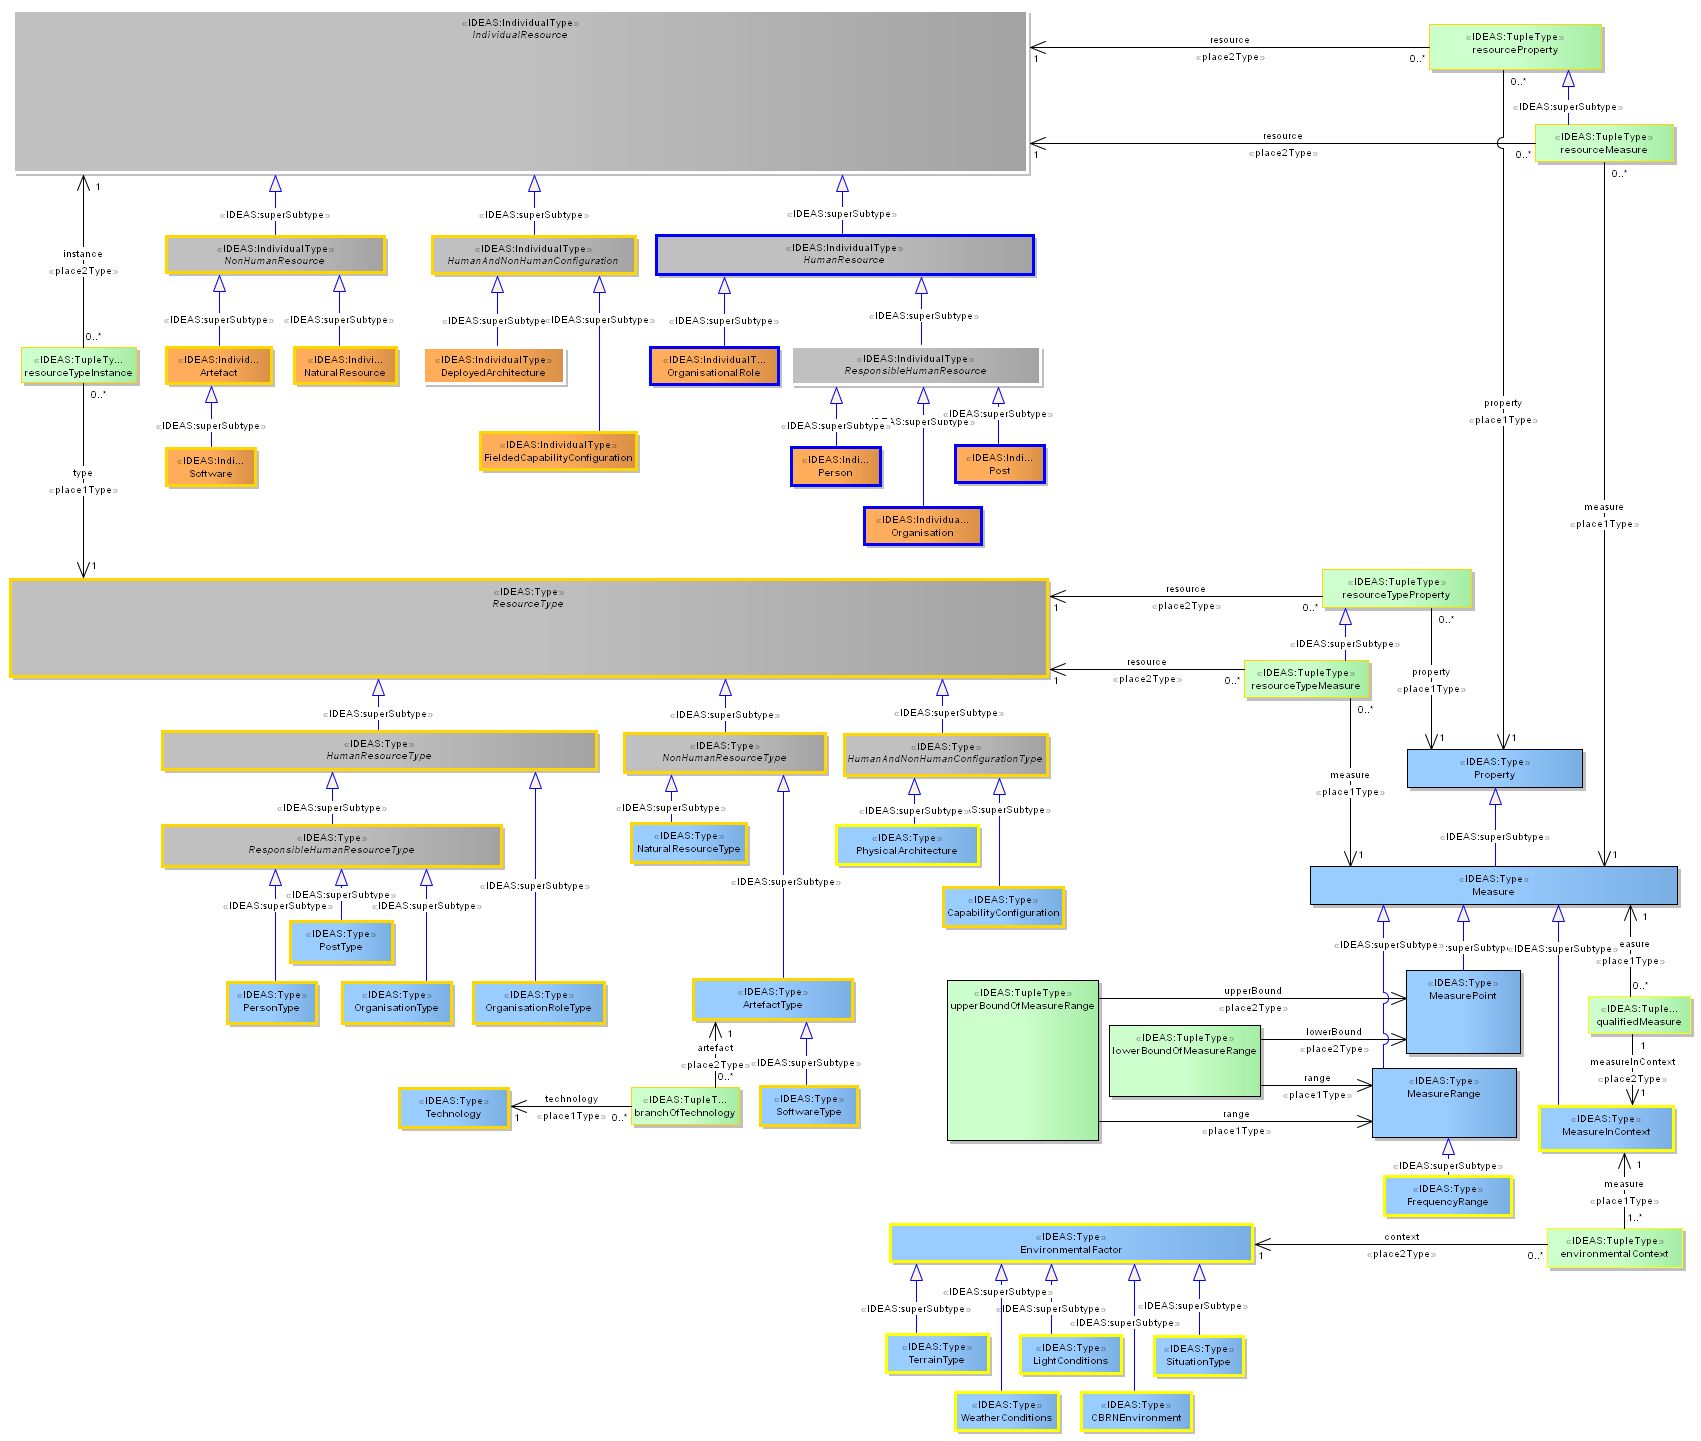 «IDEAS:IndividualType»
IndividualResource
resource
«place2Type»
1
0..*
«IDEAS:TupleType»
resourceProperty
0..*
«IDEAS:superSubtype»
resource
«place2Type»
1
0..*
«IDEAS:TupleType»
resourceMeasure
0..*
1
instance
«place2Type»
0..*
«IDEAS:superSubtype»
«IDEAS:superSubtype»
«IDEAS:superSubtype»
«IDEAS:IndividualType»
NonHumanResource
«IDEAS:IndividualType»
HumanAndNonHumanConfiguration
«IDEAS:IndividualType»
HumanResource
«IDEAS:superSubtype»
«IDEAS:superSubtype»
«IDEAS:superSubtype
«IDEAS:superSubtype»
«IDEAS:superSubtype»
«IDEAS:superSubtype»
«IDEAS:TupleTy...
resourceTypeInstance
0..*
«IDEAS:Individ...
Artefact
«IDEAS:Indivi...
NaturalResource
«IDEAS:IndividualType»
DeployedArchitecture
«IDEAS:IndividualT...
OrganisationalRole
«IDEAS:IndividualType»
ResponsibleHumanResource
«IDEAS:superSubtype»
«IDEAS:superSubtype»
AS:superSubtype»
«IDEAS:superSubtype»
«IDEAS:Indi...
Software
«IDEAS:IndividualType»
FieldedCapabilityConfiguration
«IDEAS:Indi...
Person
«IDEAS:Indi...
Post
«IDEAS:Individua...
Organisation
type
«place1Type»
1
property
«place1Type»
measure
«place1Type»
«IDEAS:Type»
ResourceType
resource
«place2Type»
1
0..*
«IDEAS:TupleType»
resourceTypeProperty
0..*
«IDEAS:superSubtype»
resource
«place2Type»
1
0..*
«IDEAS:TupleType»
resourceTypeMeasure
0..*
property
«place1Type»
1
1
«IDEAS:superSubtype»
«IDEAS:superSubtype»
«IDEAS:superSubtype»
«IDEAS:Type»
HumanResourceType
«IDEAS:Type»
NonHumanResourceType
«IDEAS:Type»
HumanAndNonHumanConfigurationType
«IDEAS:Type»
Property
measure
«place1Type»
1
1
«IDEAS:superSubtype»
«IDEAS:superSubtype»
«IDEAS:superSubtype»
«IDEAS:superSubtype»
S:superSubtype»
«IDEAS:Type»
ResponsibleHumanResourceType
«IDEAS:Type»
NaturalResourceType
«IDEAS:Type»
PhysicalArchitecture
«IDEAS:Type»
Measure
«IDEAS:superSubtype»
«IDEAS:superSubtype»
«IDEAS:superSubtype»
«IDEAS:superSubtype»
«IDEAS:superSubtype»
«IDEAS:Type»
CapabilityConfiguration
«IDEAS:Type»
PostType
«IDEAS:Type»
PersonType
«IDEAS:Type»
OrganisationType
«IDEAS:Type»
OrganisationRoleType
«IDEAS:Type»
ArtefactType
«IDEAS:superSubtype»
:superSubty
«IDEAS:superSubtype»
1
easure
«place1Type»
0..*
«IDEAS:TupleType»
upperBoundOfMeasureRange
upperBound
«place2Type»
«IDEAS:Type»
MeasurePoint
«IDEAS:Tuple...
qualifiedMeasure
«IDEAS:TupleType»
lowerBoundOfMeasureRange
lowerBound
«place2Type»
1
measureInContext
«place2Type»
1
1
artefact
«place2Type»
0..*
«IDEAS:superSubtype»
range
«place1Type»
«IDEAS:Type»
MeasureRange
range
«place1Type»
«IDEAS:Type»
Technology
technology
«place1Type»
1
0..*
«IDEAS:TupleT...
branchOfTechnology
«IDEAS:Type»
SoftwareType
«IDEAS:Type»
MeasureInContext
«IDEAS:superSubtype»
«IDEAS:Type»
FrequencyRange
1
measure
«place1Type»
1..*
«IDEAS:Type»
EnvironmentalFactor
context
«place2Type»
1
0..*
«IDEAS:TupleType»
environmentalContext
«IDEAS:superSubtype»
«IDEAS:superSubtype»
«IDEAS:superSubtype»
«IDEAS:superSubtype»
«IDEAS:superSubtype»
«IDEAS:Type»
TerrainType
«IDEAS:Type»
LightConditions
«IDEAS:Type»
SituationType
«IDEAS:Type»
WeatherConditions
«IDEAS:Type»
CBRNEnvironment